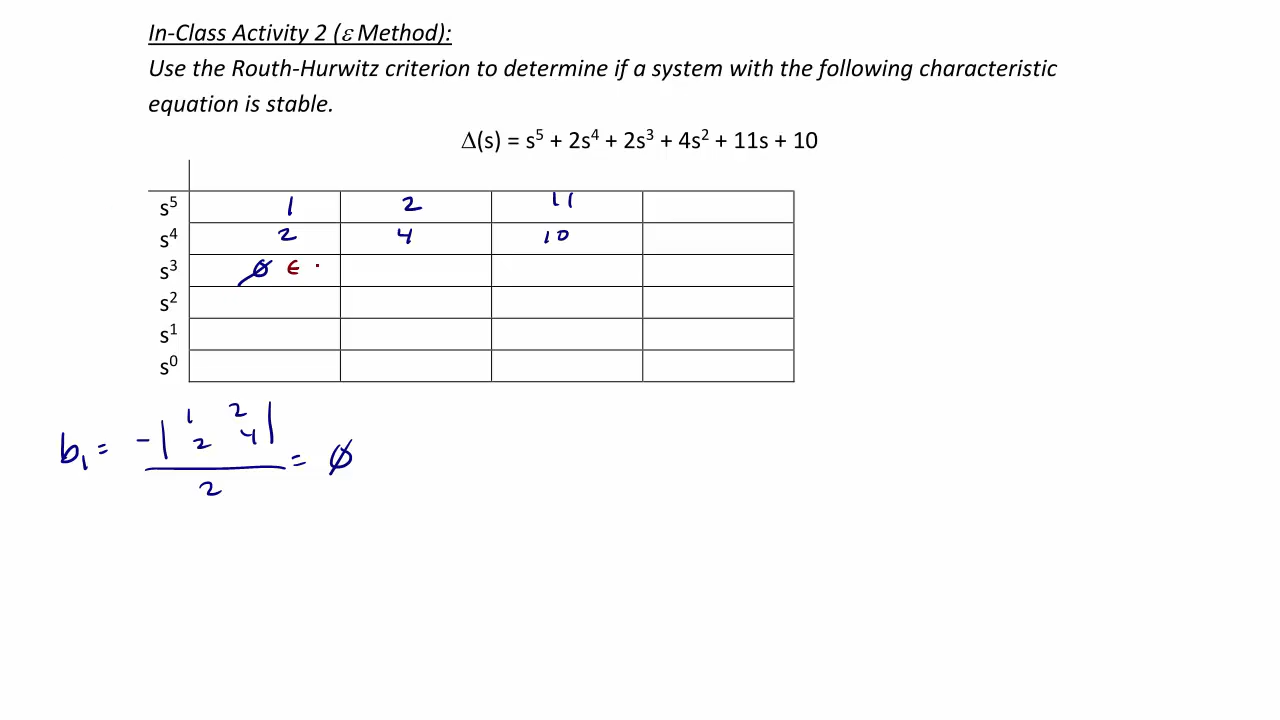 In-Class Activity 2 (ε Method):
Use the Routh-Hurwitz criterion to determine if a system with the following characteristic
equation is stable.
Δ(s) = s⁵ + 2s⁴ + 2s³ + 4s² + 11s + 10
s⁵ 1 2 11
s⁴ 2 4 10
s³ 0̸ ϵ
s²
s¹
s⁰
b₁ = -| 1 2
2 4 |
2
= 0̸